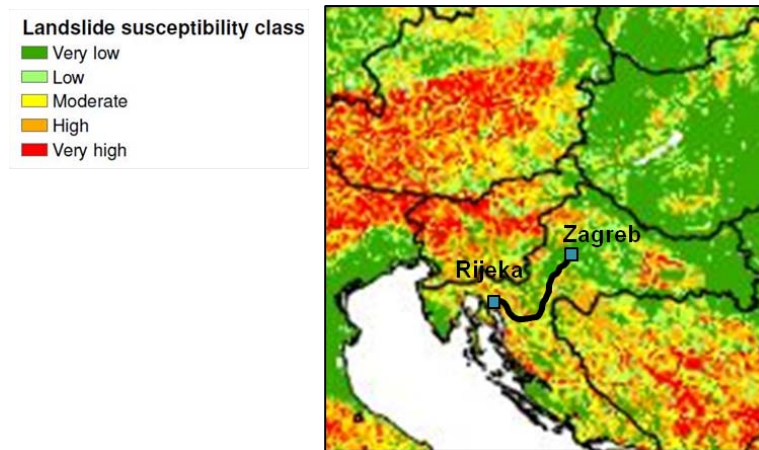 Landslide susceptibility class
Very low
Low
Moderate
High
Very high
Zagreb
Rijeka